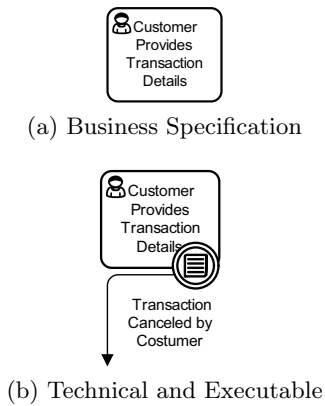 Customer
Provides
Transaction
Details
(a) Business Specification
Customer
Provides
Transaction
Details
Transaction
Canceled by
Costumer
(b) Technical and Executable